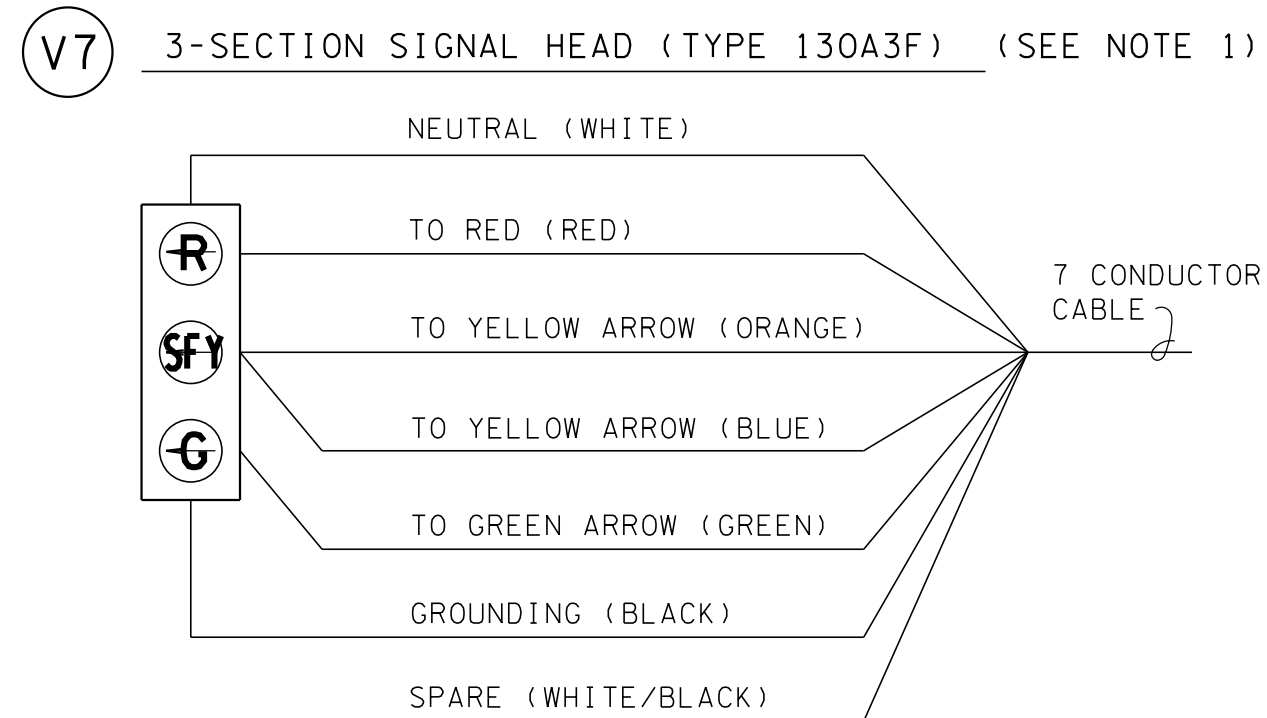 V7 3-SECTION SIGNAL HEAD (TYPE 130A3F) (SEE NOTE 1)
NEUTRAL (WHITE)
R
TO RED (RED)
7 CONDUCTOR
CABLE
SFY
TO YELLOW ARROW (ORANGE)
TO YELLOW ARROW (BLUE)
G
TO GREEN ARROW (GREEN)
GROUNDING (BLACK)
SPARE (WHITE/BLACK)